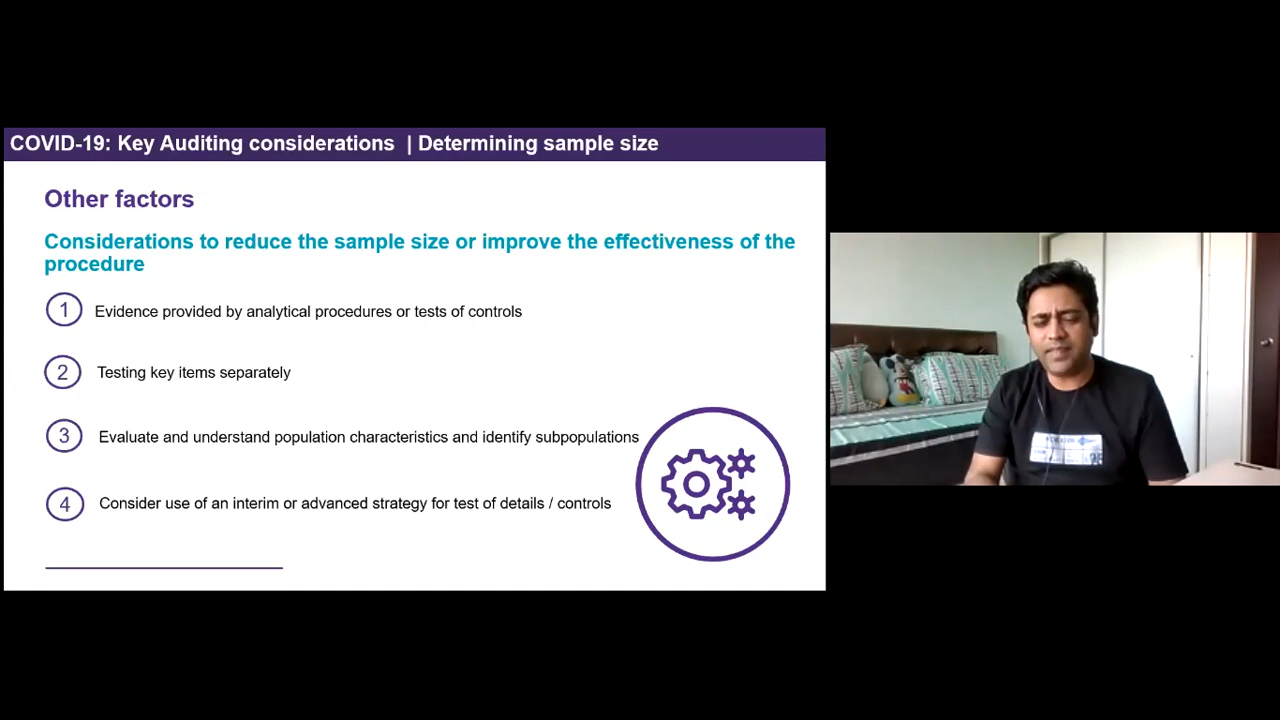 COVID-19: Key Auditing considerations | Determining sample size
Other factors
Considerations to reduce the sample size or improve the effectiveness of the
procedure
1 Evidence provided by analytical procedures or tests of controls
2 Testing key items separately
3 Evaluate and understand population characteristics and identify subpopulations
4 Consider use of an interim or advanced strategy for test of details / controls